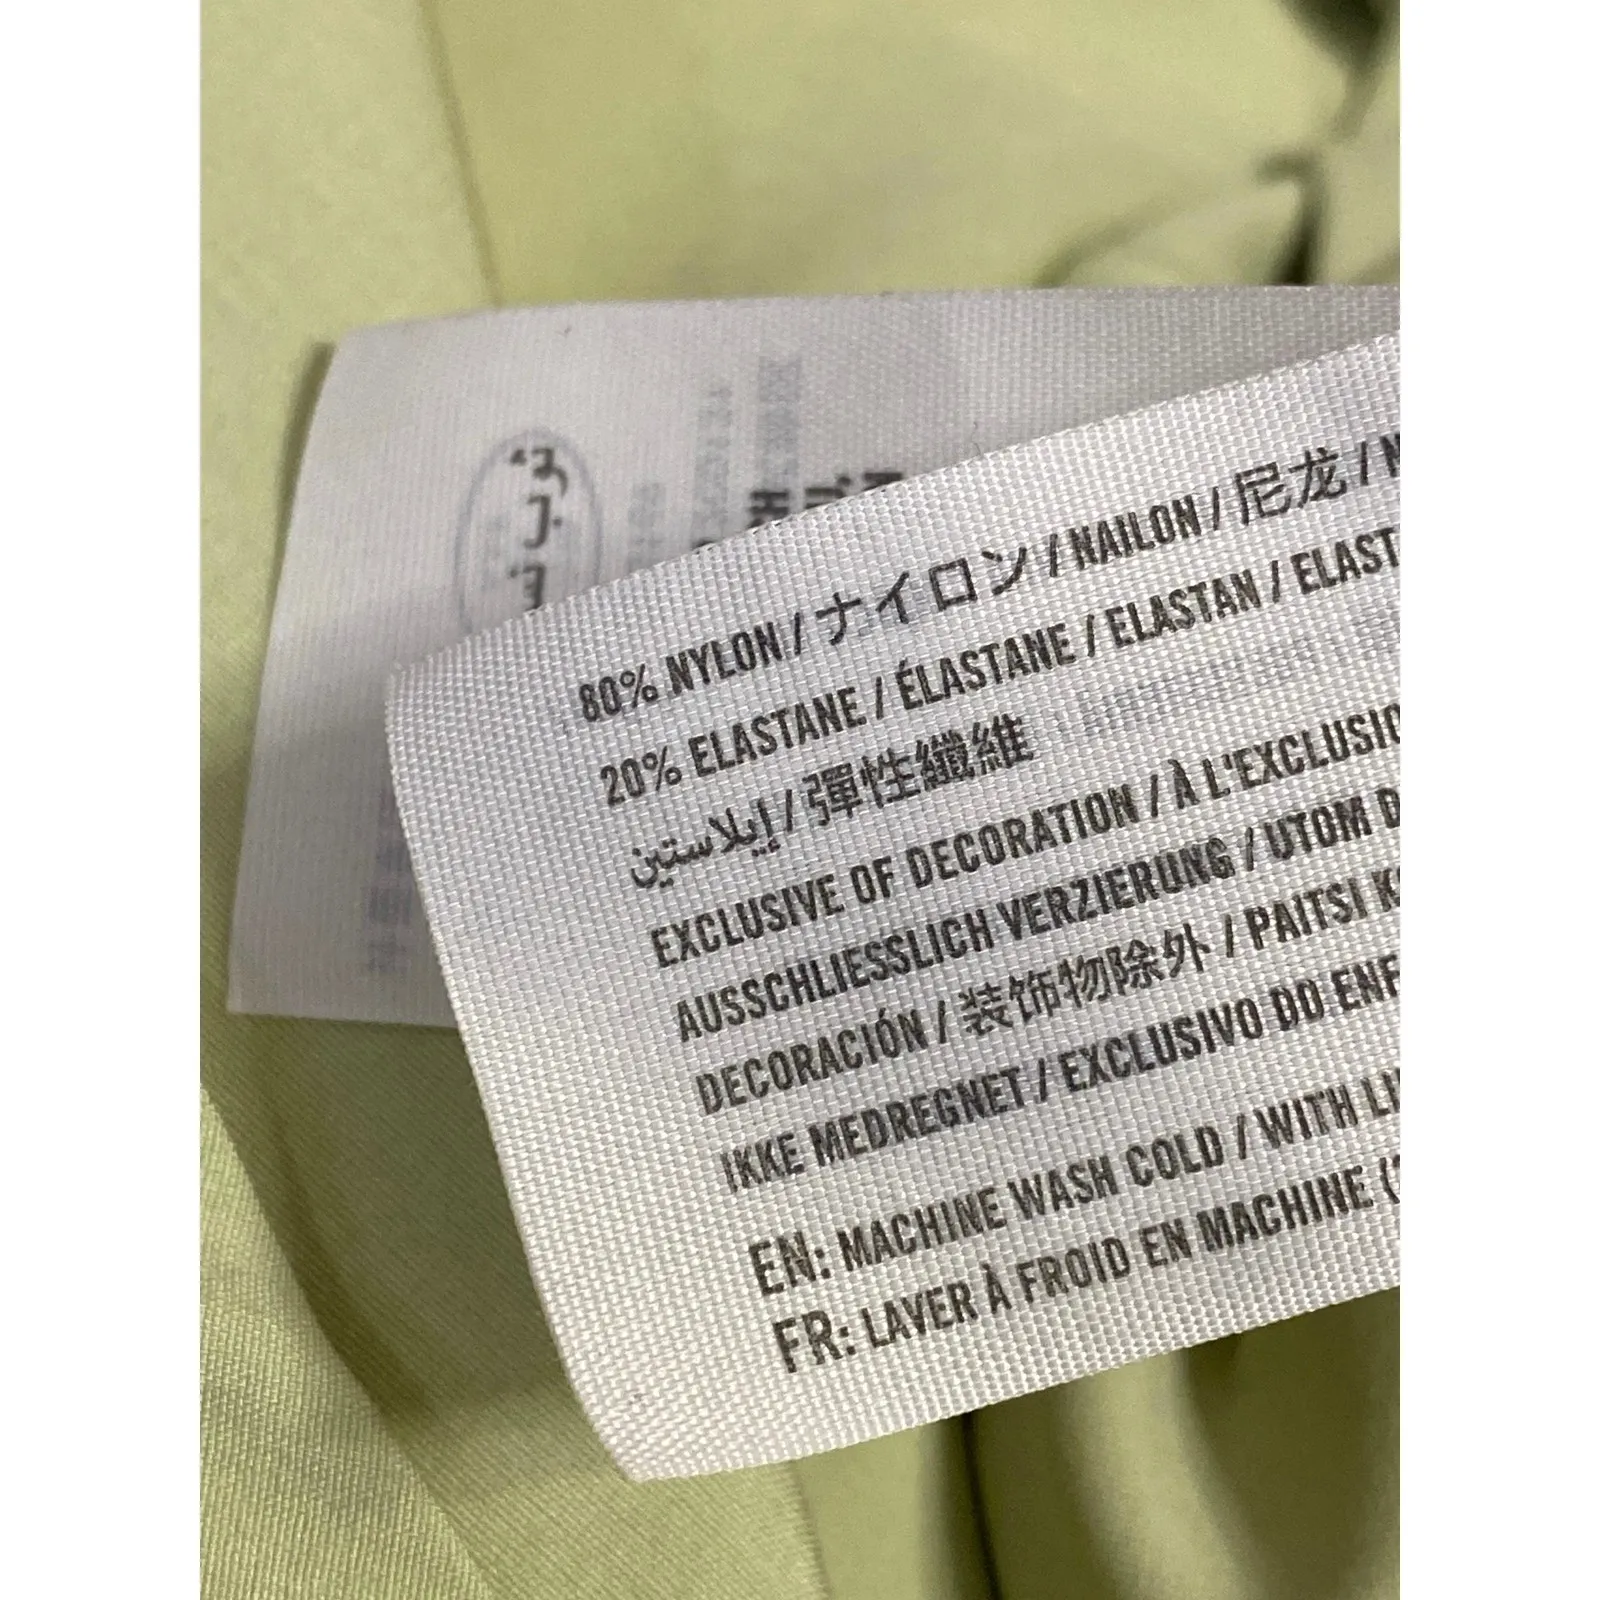 80% NYLON / ナイロン / NAILON / 尼龙 /
20% ELASTANE / ÉLASTANE / ELASTAN / ELAST
إيلاستين / 彈性纖維
EXCLUSIVE OF DECORATION / À L'EXCLUSIO
AUSSCHLIESSLICH VERZIERUNG / UTOM D
DECORACIÓN / 装饰物除外 / PAITSI K
IKKE MEDREGNET / EXCLUSIVO DO ENF
EN: MACHINE WASH COLD / WITH LI
FR: LAVER À FROID EN MACHINE (